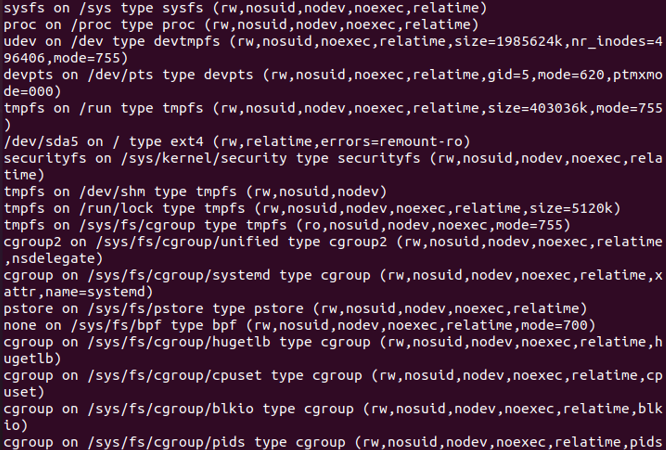 sysfs on /sys type sysfs (rw,nosuid,nodev,noexec,relatime)
proc on /proc type proc (rw,nosuid,nodev,noexec,relatime)
udev on /dev type devtmpfs (rw,nosuid,noexec,relatime,size=1985624k,nr_inodes=4
96406,mode=755)
devpts on /dev/pts type devpts (rw,nosuid,noexec,relatime,gid=5,mode=620,ptmxmo
de=000)
tmpfs on /run type tmpfs (rw,nosuid,nodev,noexec,relatime,size=403036k,mode=755
)
/dev/sda5 on / type ext4 (rw,relatime,errors=remount-ro)
securityfs on /sys/kernel/security type securityfs (rw,nosuid,nodev,noexec,rela
time)
tmpfs on /dev/shm type tmpfs (rw,nosuid,nodev)
tmpfs on /run/lock type tmpfs (rw,nosuid,nodev,noexec,relatime,size=5120k)
tmpfs on /sys/fs/cgroup type tmpfs (ro,nosuid,nodev,noexec,mode=755)
cgroup2 on /sys/fs/cgroup/unified type cgroup2 (rw,nosuid,nodev,noexec,relatime
,nsdelegate)
cgroup on /sys/fs/cgroup/systemd type cgroup (rw,nosuid,nodev,noexec,relatime,x
attr,name=systemd)
pstore on /sys/fs/pstore type pstore (rw,nosuid,nodev,noexec,relatime)
none on /sys/fs/bpf type bpf (rw,nosuid,nodev,noexec,relatime,mode=700)
cgroup on /sys/fs/cgroup/hugetlb type cgroup (rw,nosuid,nodev,noexec,relatime,h
ugetlb)
cgroup on /sys/fs/cgroup/cpuset type cgroup (rw,nosuid,nodev,noexec,relatime,cp
uset)
cgroup on /sys/fs/cgroup/blkio type cgroup (rw,nosuid,nodev,noexec,relatime,blk
io)
cgroup on /sys/fs/cgroup/pids type cgroup (rw,nosuid,nodev,noexec,relatime,pids